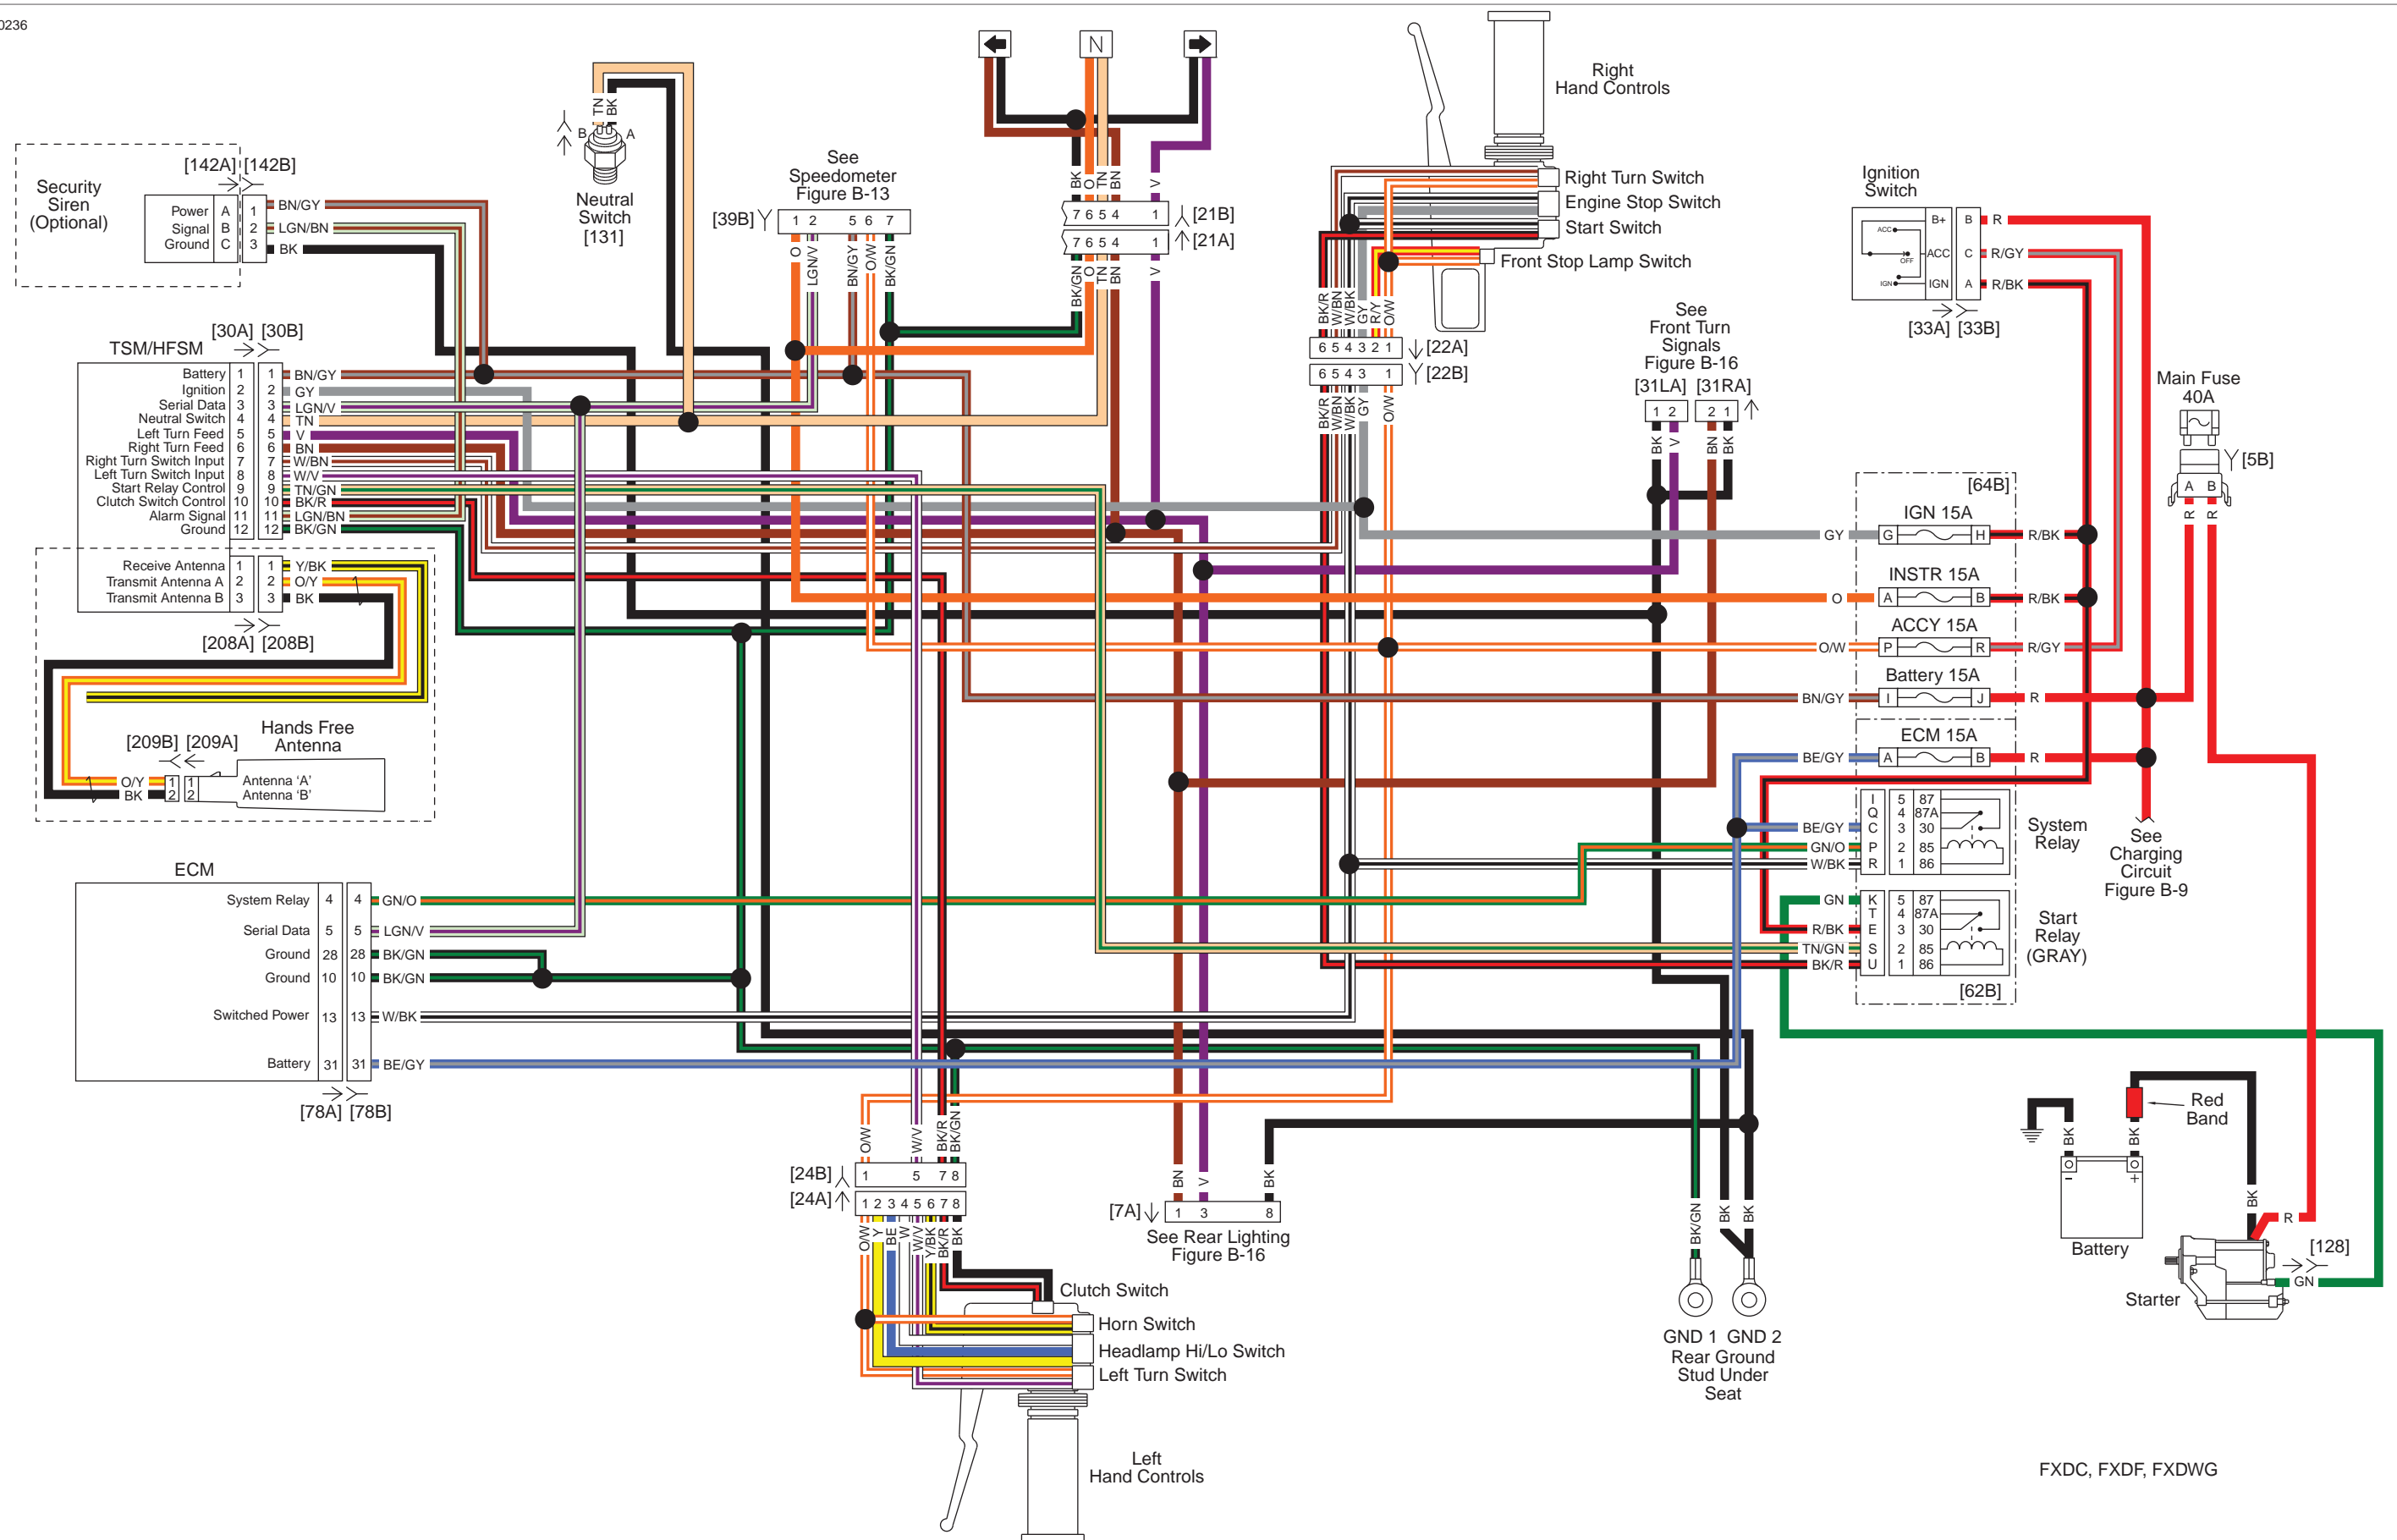 0236
Right
Hand Controls
Right Turn Switch
Engine Stop Switch
Start Switch
Front Stop Lamp Switch
BK/R
W/BN
W/BK
GY
R/Y
O/W
6 5 4 3 2 1
[22A]
6 5 4 3 1
[22B]
BK/R
W/BN
W/BK
GY
O/W
N
BK
O
TN
BN
V
7 6 5 4 1
[21B]
7 6 5 4 1
[21A]
BK/GN
O
TN
BN
V
TN
BK
B
A
Neutral
Switch
[131]
See
Speedometer
Figure B-13
[39B]
1 2 5 6 7
O
LGN/V
BN/GY
O/W
BK/GN
Security
Siren
(Optional)
[142A] [142B]
Power A 1 BN/GY
Signal B 2 LGN/BN
Ground C 3 BK
[30A] [30B]
TSM/HFSM
Battery 1 1 BN/GY
Ignition 2 2 GY
Serial Data 3 3 LGN/V
Neutral Switch 4 4 TN
Left Turn Feed 5 5 V
Right Turn Feed 6 6 BN
Right Turn Switch Input 7 7 W/BN
Left Turn Switch Input 8 8 W/V
Start Relay Control 9 9 TN/GN
Clutch Switch Control 10 10 BK/R
Alarm Signal 11 11 LGN/BN
Ground 12 12 BK/GN
Receive Antenna 1 1 Y/BK
Transmit Antenna A 2 2 O/Y
Transmit Antenna B 3 3 BK
[208A] [208B]
Hands Free
Antenna
[209B] [209A]
O/Y 1 1 Antenna ‘A’
BK 2 2 Antenna ‘B’
ECM
System Relay 4 4 GN/O
Serial Data 5 5 LGN/V
Ground 28 28 BK/GN
Ground 10 10 BK/GN
Switched Power 13 13 W/BK
Battery 31 31 BE/GY
[78A] [78B]
Ignition
Switch
ACC
OFF
IGN
B+ B R
ACC C R/GY
IGN A R/BK
[33A] [33B]
See
Front Turn
Signals
Figure B-16
[31LA] [31RA]
1 2 2 1
BK
V
BN
BK
Main Fuse
40A
[5B]
A B
R
R
[64B]
IGN 15A
GY G H R/BK
INSTR 15A
O A B R/BK
ACCY 15A
O/W P R R/GY
Battery 15A
BN/GY I J R
ECM 15A
BE/GY A B R
I 5 87
Q 4 87A
BE/GY C 3 30
GN/O P 2 85
W/BK R 1 86
System
Relay
GN K 5 87
T 4 87A
R/BK E 3 30
TN/GN S 2 85
BK/R U 1 86
Start
Relay
(GRAY)
[62B]
See
Charging
Circuit
Figure B-9
O/W
W/V
BK/R
BK/GN
[24B]
1 5 7 8
[24A]
1 2 3 4 5 6 7 8
O/W
Y
BE
W
W/V
Y/BK
BK/R
BK
Clutch Switch
Horn Switch
Headlamp Hi/Lo Switch
Left Turn Switch
Left
Hand Controls
BN
V
BK
[7A]
1 3 8
See Rear Lighting
Figure B-16
BK/GN
BK
BK
GND 1 GND 2
Rear Ground
Stud Under
Seat
Red
Band
BK
BK
- +
Battery
BK
R
[128]
GN
Starter
FXDC, FXDF, FXDWG